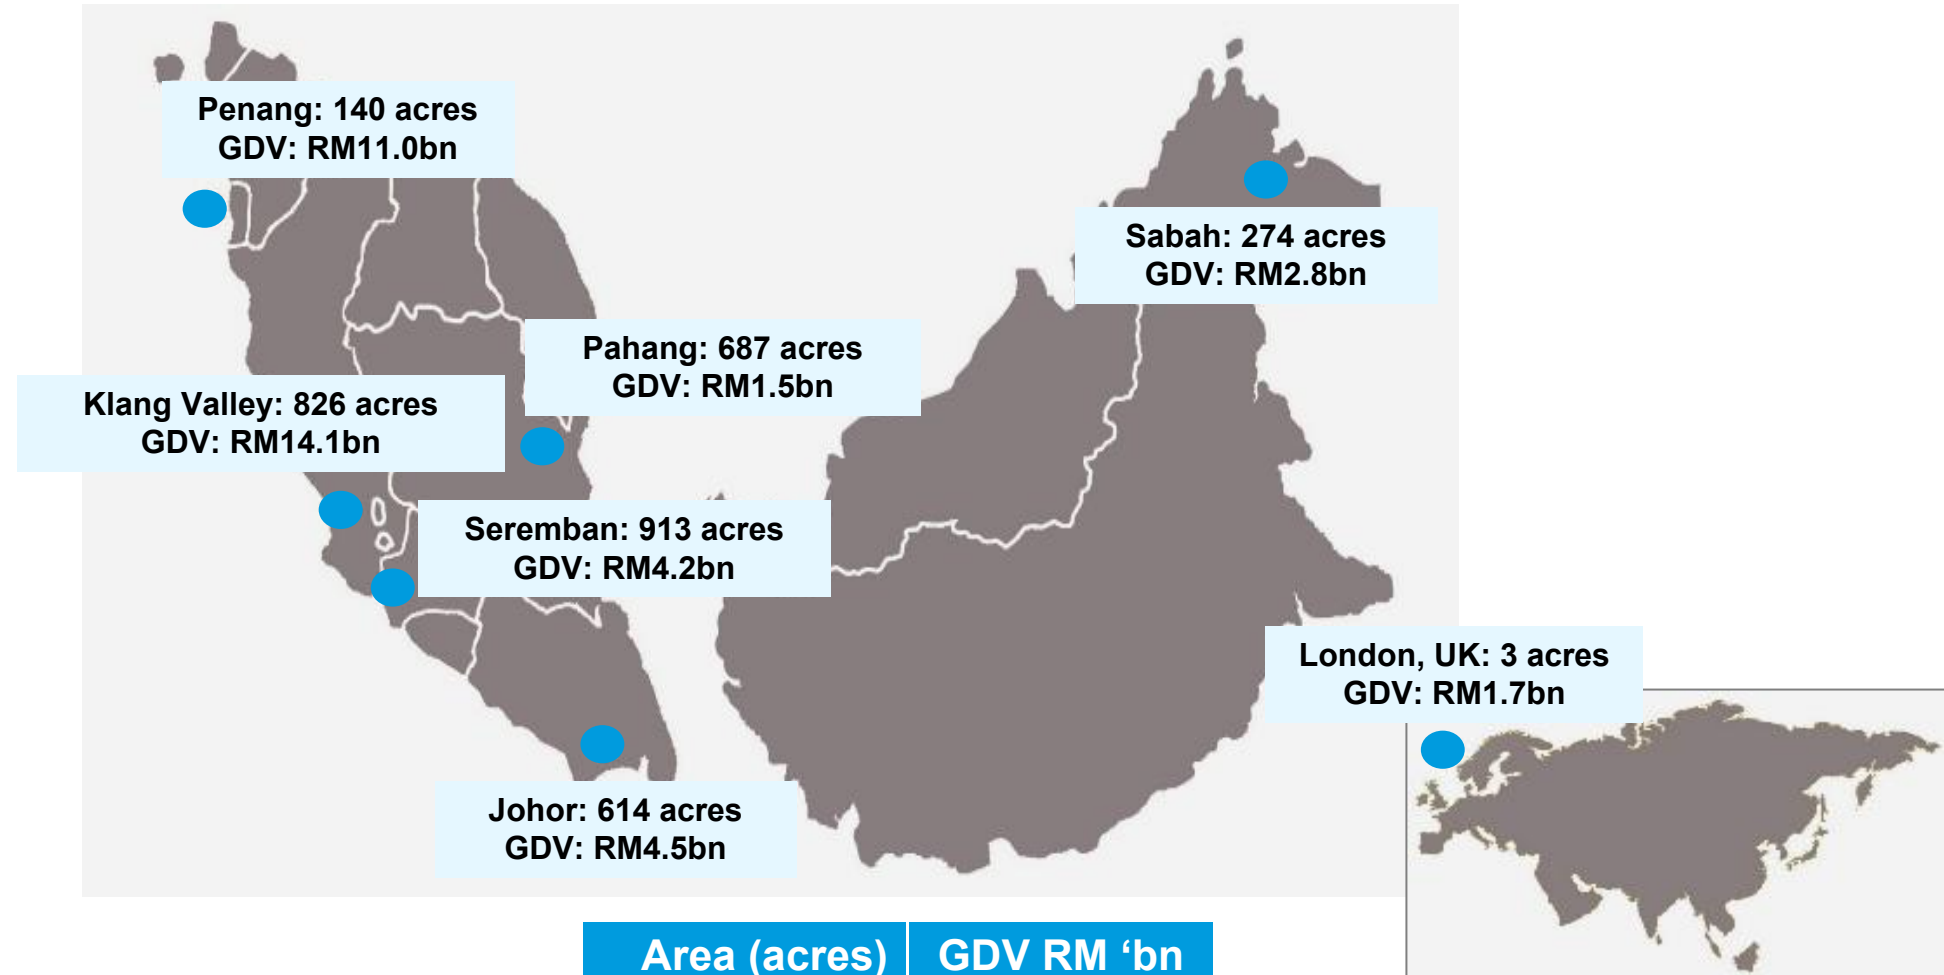 Penang: 140 acres
GDV: RM11.0bn
Sabah: 274 acres
GDV: RM2.8bn
Pahang: 687 acres
GDV: RM1.5bn
Klang Valley: 826 acres
GDV: RM14.1bn
Seremban: 913 acres
GDV: RM4.2bn
London, UK: 3 acres
GDV: RM1.7bn
Johor: 614 acres
GDV: RM4.5bn
Area (acres) GDV RM ‘bn